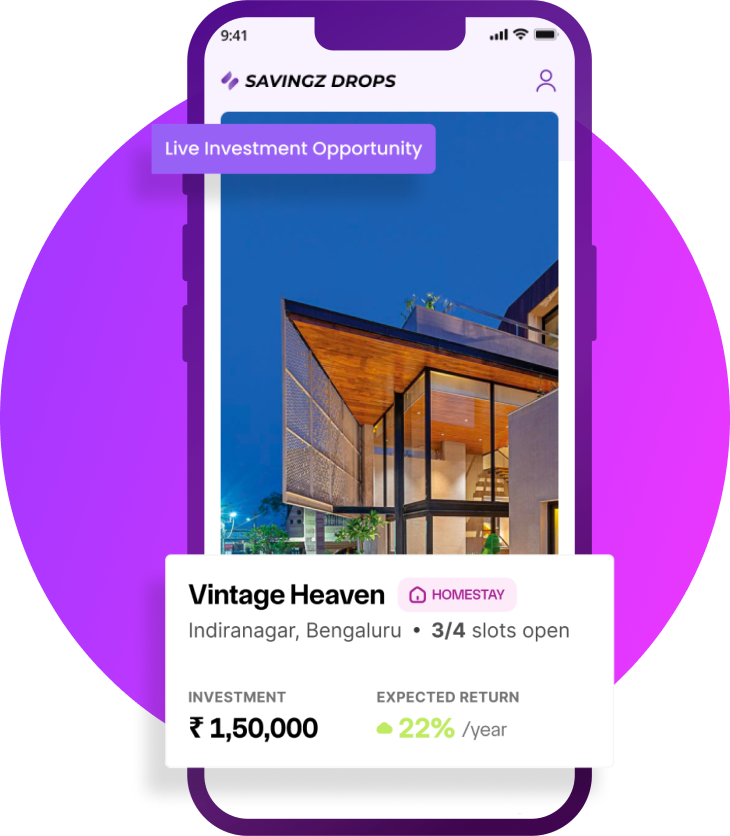 9:41
SAVINGZ DROPS
Live Investment Opportunity
Vintage Heaven HOMESTAY
Indiranagar, Bengaluru • 3/4 slots open
INVESTMENT EXPECTED RETURN
₹ 1,50,000 22% /year